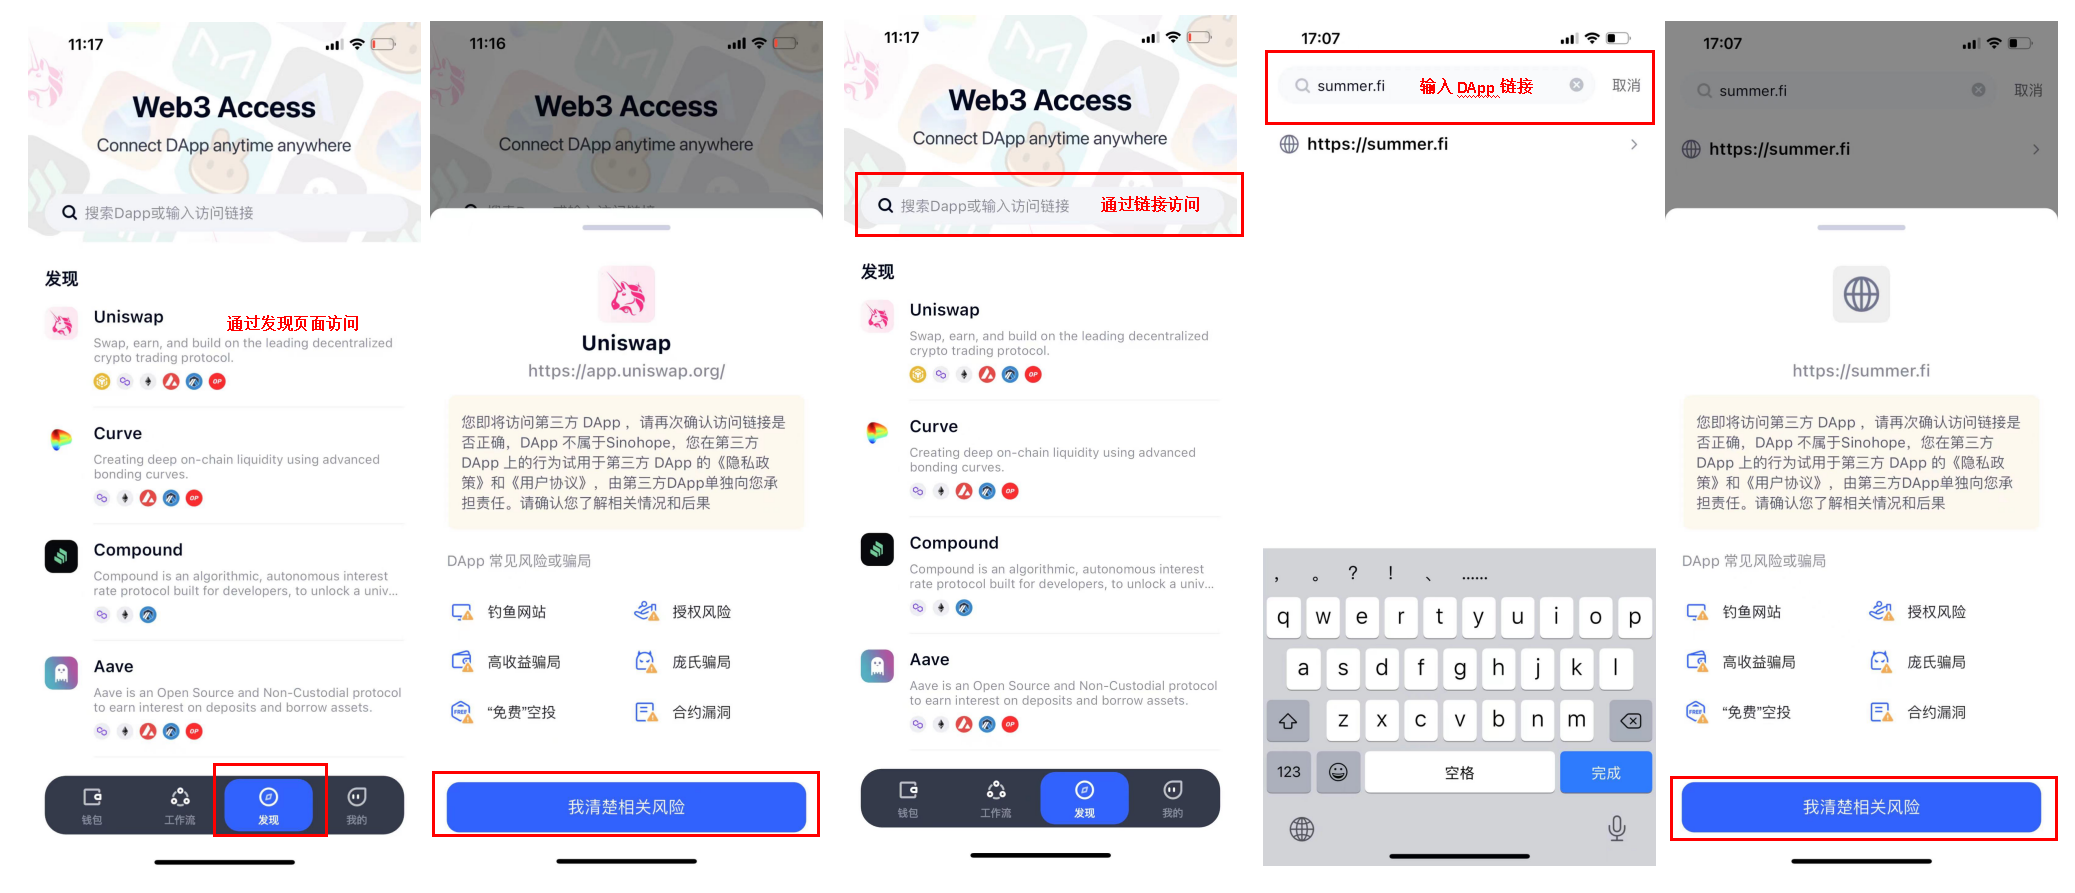 11:17
Web3 Access
Connect DApp anytime anywhere
搜索Dapp或输入访问链接
发现
Uniswap
通过发现页面访问
Swap, earn, and build on the leading decentralized
crypto trading protocol.
OP
Curve
Creating deep on-chain liquidity using advanced
bonding curves.
OP
Compound
Compound is an algorithmic, autonomous interest
rate protocol built for developers, to unlock a univ...
Aave
Aave is an Open Source and Non-Custodial protocol
to earn interest on deposits and borrow assets.
OP
钱包
工作流
发现
我的
11:16
Web3 Access
Connect DApp anytime anywhere
搜索Dapp或输入访问链接
Uniswap
https://app.uniswap.org/
您即将访问第三方 DApp ，请再次确认访问链接是
否正确，DApp 不属于Sinohope，您在第三方
DApp 上的行为试用于第三方 DApp 的《隐私政
策》和《用户协议》，由第三方DApp单独向您承
担责任。请确认您了解相关情况和后果
DApp 常见风险或骗局
钓鱼网站
授权风险
高收益骗局
庞氏骗局
FREE
“免费”空投
合约漏洞
我清楚相关风险
11:17
Web3 Access
Connect DApp anytime anywhere
搜索Dapp或输入访问链接
通过链接访问
发现
Uniswap
Swap, earn, and build on the leading decentralized
crypto trading protocol.
OP
Curve
Creating deep on-chain liquidity using advanced
bonding curves.
OP
Compound
Compound is an algorithmic, autonomous interest
rate protocol built for developers, to unlock a univ...
Aave
Aave is an Open Source and Non-Custodial protocol
to earn interest on deposits and borrow assets.
OP
钱包
工作流
发现
我的
17:07
summer.fi
输入 DApp 链接
取消
https://summer.fi
， 。 ? ! 、 ......
q w e r t y u i o p
a s d f g h j k l
z x c v b n m
123
空格
完成
17:07
summer.fi
取消
https://summer.fi
https://summer.fi
您即将访问第三方 DApp ，请再次确认访问链接是
否正确，DApp 不属于Sinohope，您在第三方
DApp 上的行为试用于第三方 DApp 的《隐私政
策》和《用户协议》，由第三方DApp单独向您承
担责任。请确认您了解相关情况和后果
DApp 常见风险或骗局
钓鱼网站
授权风险
高收益骗局
庞氏骗局
FREE
“免费”空投
合约漏洞
我清楚相关风险